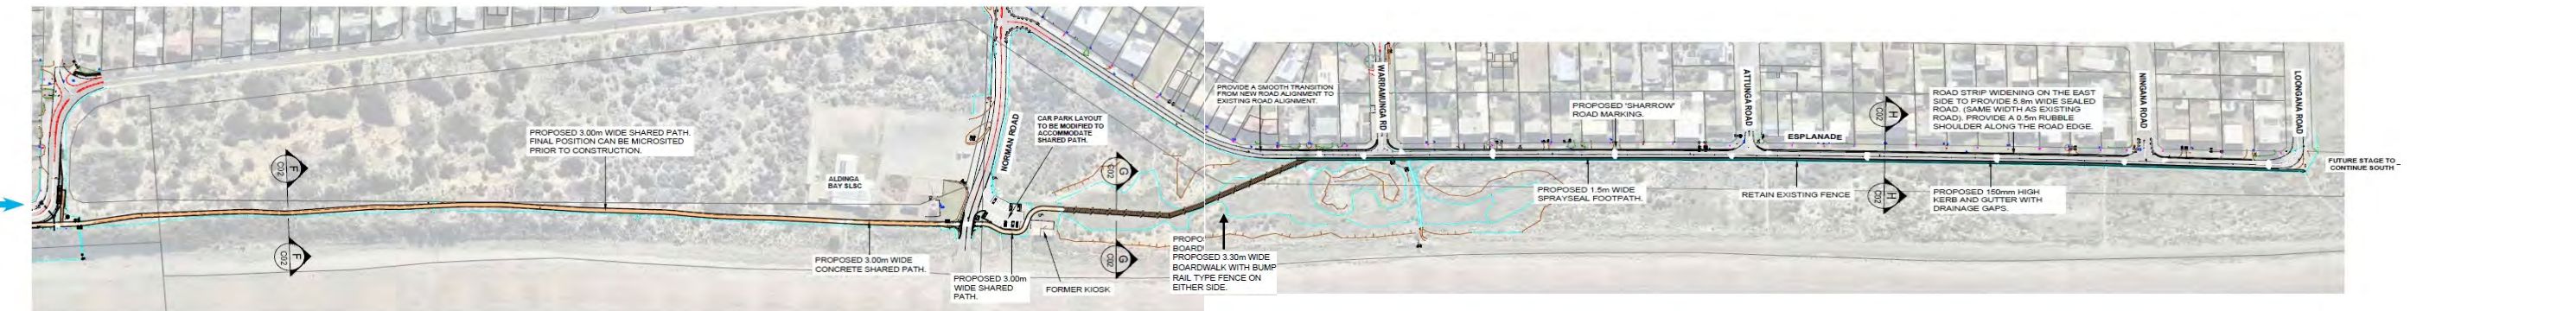 PROPOSED 3.00m WIDE SHARED PATH.
FINAL POSITION CAN BE MICROSITED
PRIOR TO CONSTRUCTION.
F
C02
F
C02
ALDINGA
BAY SLSC
PROPOSED 3.00m WIDE
CONCRETE SHARED PATH.
NORMAN ROAD
CAR PARK LAYOUT
TO BE MODIFIED TO
ACCOMMODATE
SHARED PATH.
PROPOSED 3.00m
WIDE SHARED
PATH.
FORMER KIOSK
G
C02
G
C02
PROPO
BOARD
PROPOSED 3.30m WIDE
BOARDWALK WITH BUMP
RAIL TYPE FENCE ON
EITHER SIDE.
PROVIDE A SMOOTH TRANSITION
FROM NEW ROAD ALIGNMENT TO
EXISTING ROAD ALIGNMENT.
WARRAMUNGA RD
PROPOSED 'SHARROW'
ROAD MARKING.
PROPOSED 1.5m WIDE
SPRAYSEAL FOOTPATH.
ATTUNGA ROAD
ESPLANADE
RETAIN EXISTING FENCE
H
C02
H
C02
ROAD STRIP WIDENING ON THE EAST
SIDE TO PROVIDE 5.8m WIDE SEALED
ROAD. (SAME WIDTH AS EXISTING
ROAD). PROVIDE A 0.5m RUBBLE
SHOULDER ALONG THE ROAD EDGE.
PROPOSED 150mm HIGH
KERB AND GUTTER WITH
DRAINAGE GAPS.
NINGANA ROAD
LOONGANA ROAD
FUTURE STAGE TO
CONTINUE SOUTH